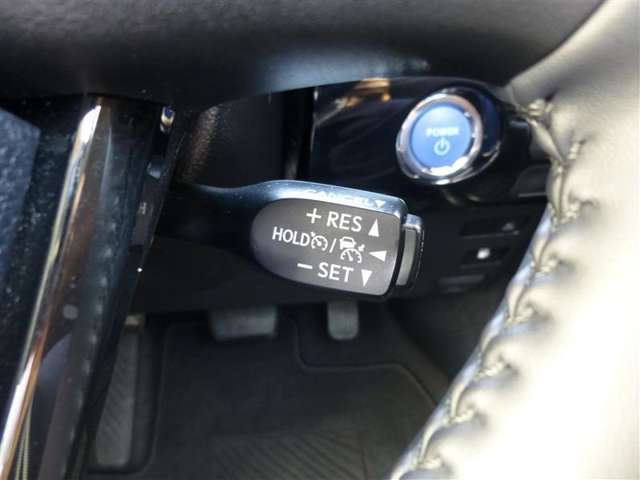 POWER
CANCEL▼
+ RES ▲
HOLD / ◀
− SET ▼